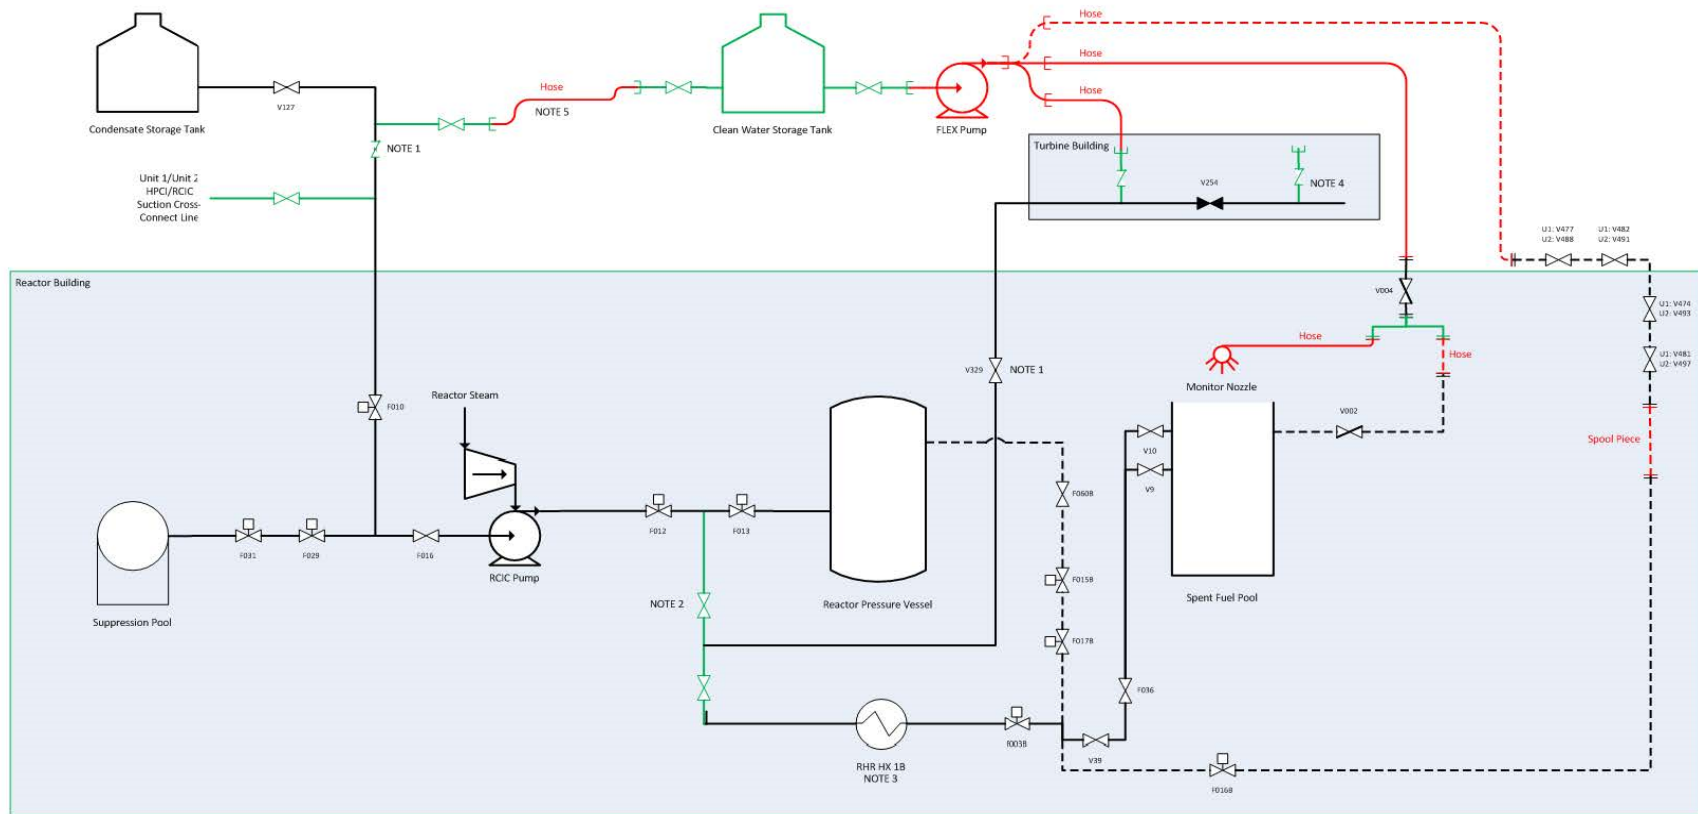 Hose
Hose
Hose
Hose
V127
NOTE 5
Condensate Storage Tank
Clean Water Storage Tank
FLEX Pump
NOTE 1
Turbine Building
Unit 1/Unit 2
HPCI/RCIC
Suction Cross-
Connect Line
V254
NOTE 4
U1: V477
U2: V488
U1: V482
U2: V491
Reactor Building
V004
U1: V474
U2: V493
Hose
Hose
U1: V481
U2: V497
V329
NOTE 1
Monitor Nozzle
Reactor Steam
F010
V002
Spool Piece
V10
V9
F060B
F031
F029
F016
F012
F013
RCIC Pump
F015B
Suppression Pool
NOTE 2
Reactor Pressure Vessel
Spent Fuel Pool
F017B
F036
F003B
V39
RHR HX 1B
NOTE 3
F016B